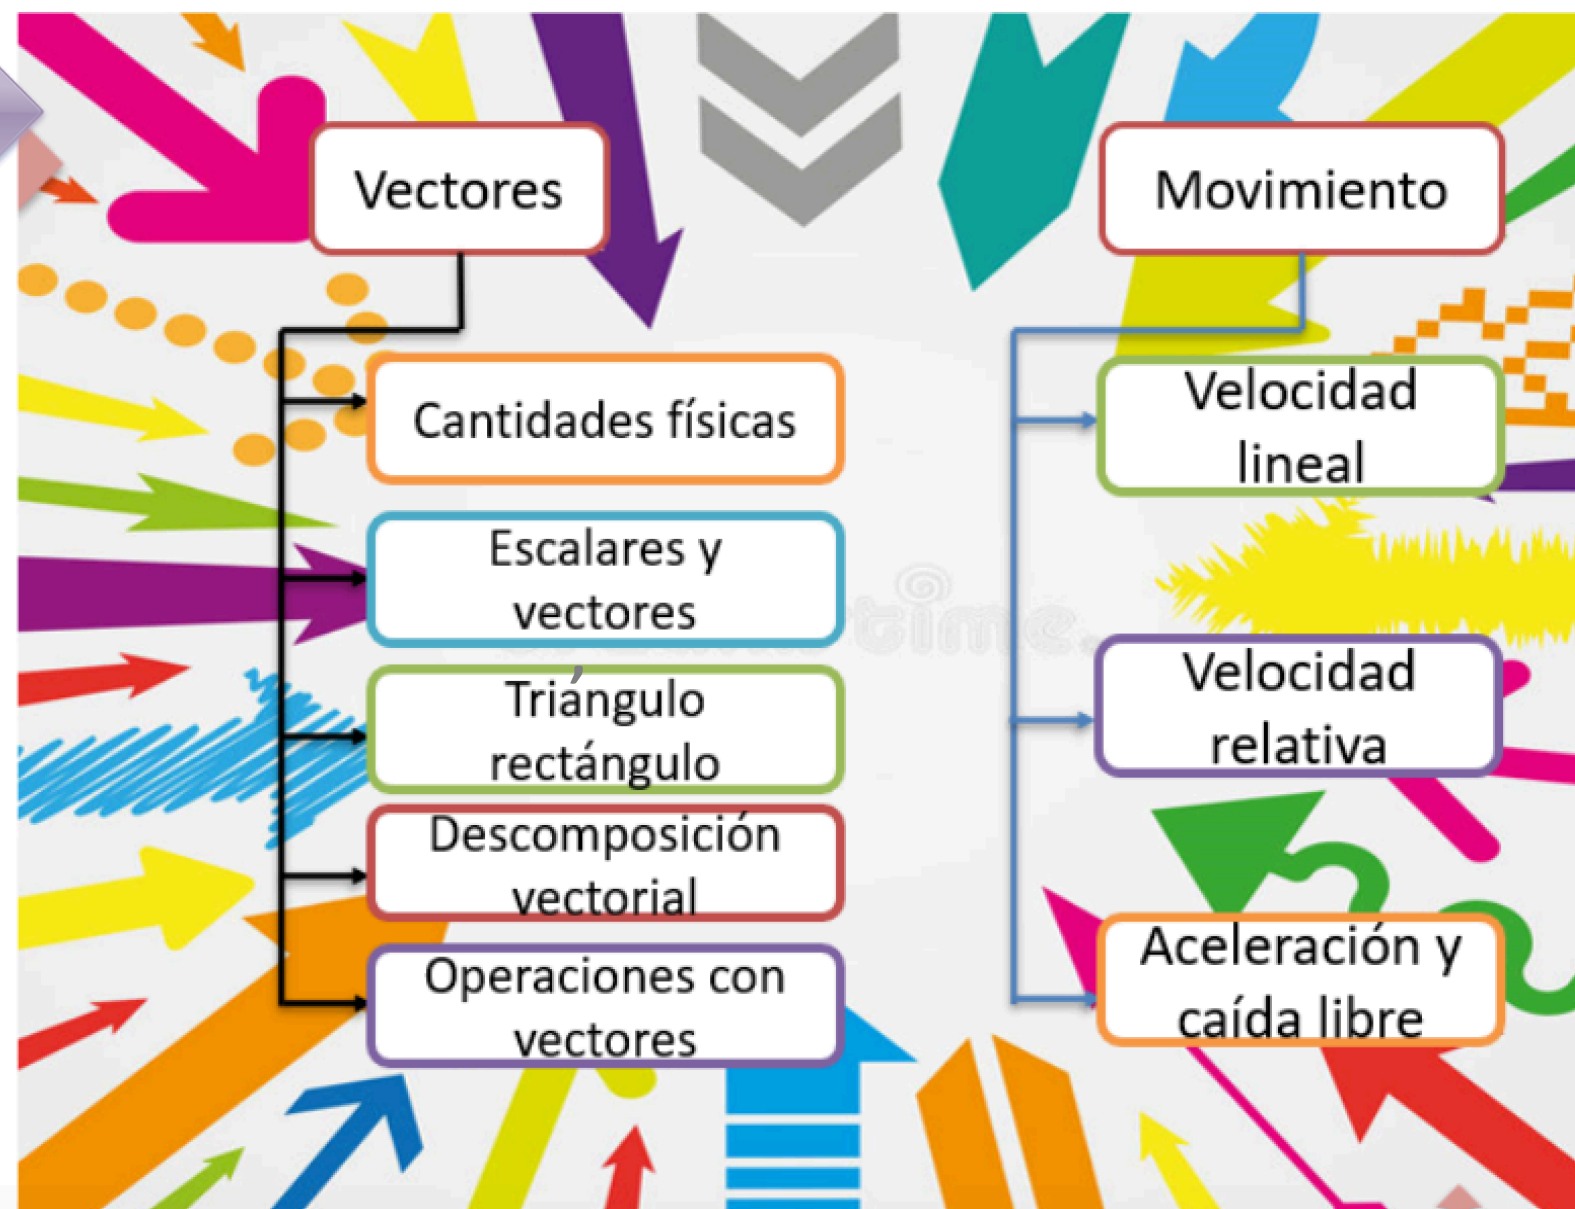 Vectores
Cantidades físicas
Escalares y
vectores
Triángulo
rectángulo
Descomposición
vectorial
Operaciones con
vectores
Movimiento
Velocidad
lineal
Velocidad
relativa
Aceleración y
caída libre